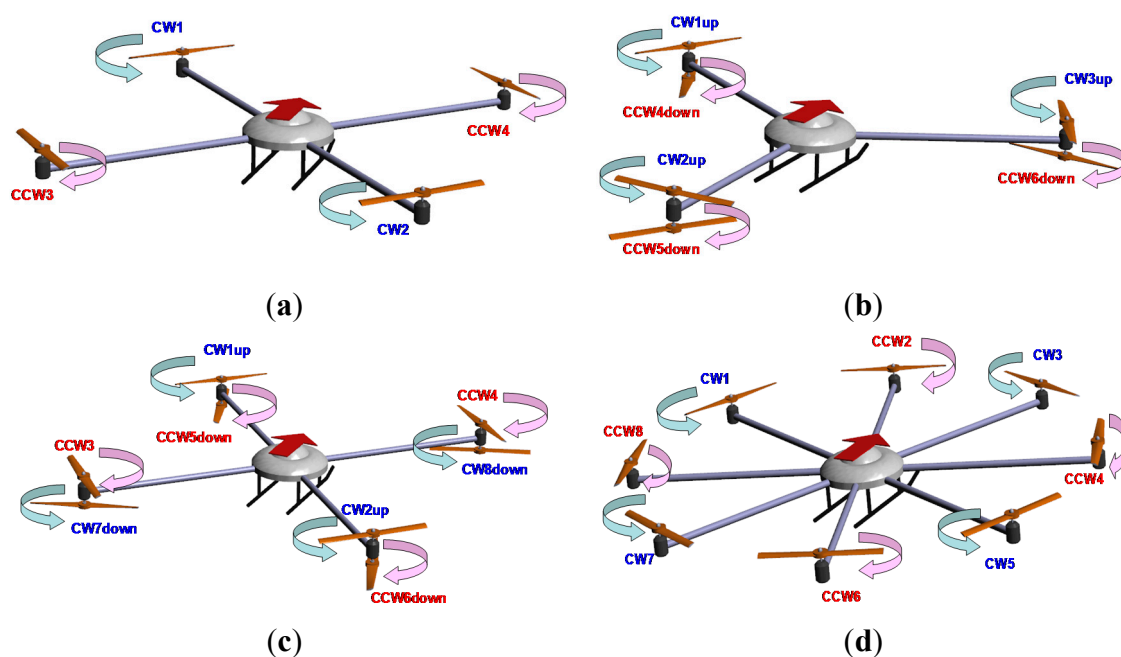 CW1
CCW4
CCW3
CW2
(a)
CW1up
CW3up
CCW4down
CW2up
CCW6down
CCW5down
(b)
CW1up
CCW4
CCW5down
CCW3
CW8down
CW2up
CW7down
CCW6down
(c)
CCW2
CW3
CW1
CCW8
CCW4
CW7
CW5
CCW6
(d)